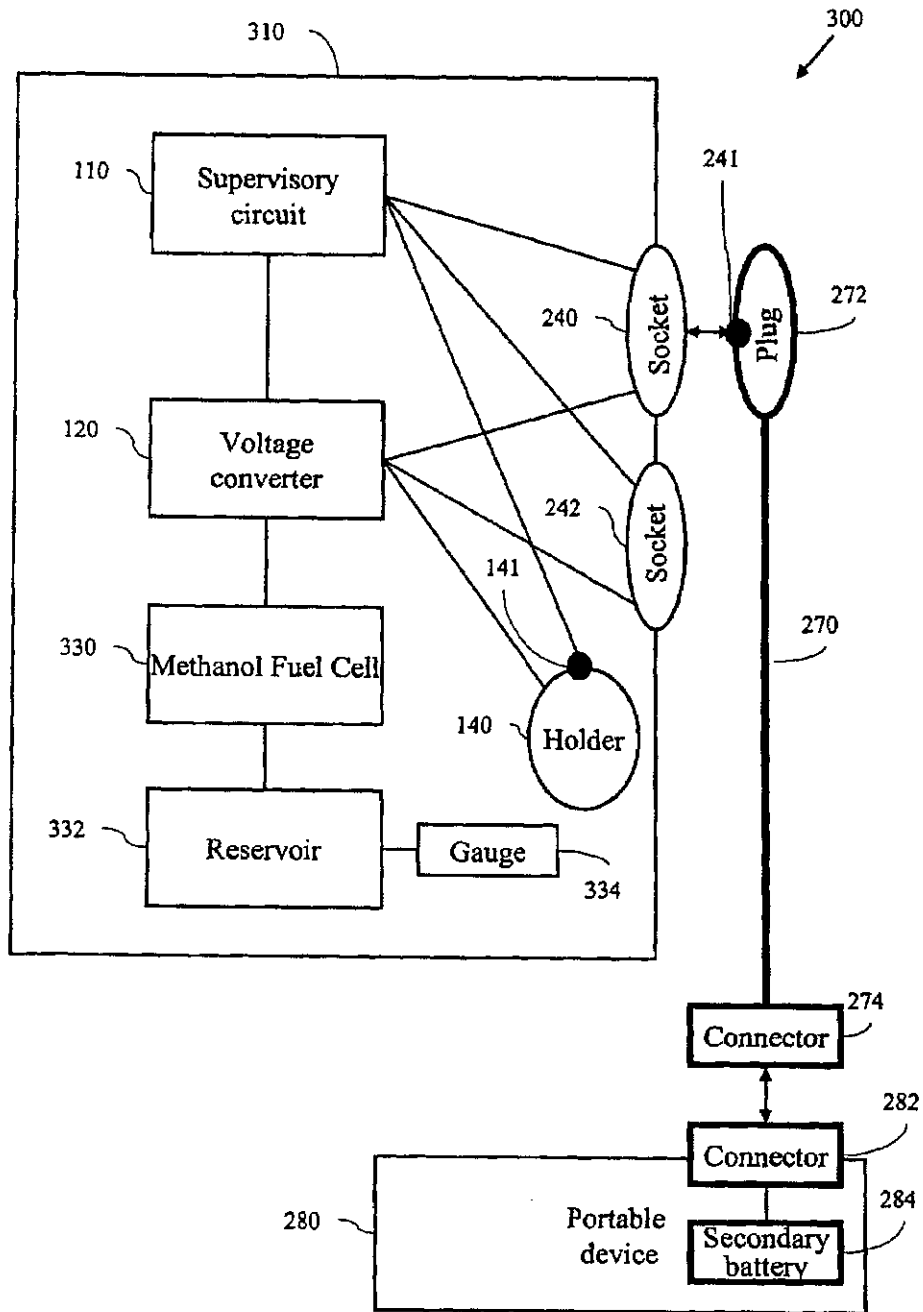 300
310
110
Supervisory
circuit
241
240
Socket
Plug
272
120
Voltage
converter
242
Socket
141
270
330
Methanol Fuel Cell
140
Holder
332
Reservoir
Gauge
334
274
Connector
282
Connector
280
Portable
device
284
Secondary
battery